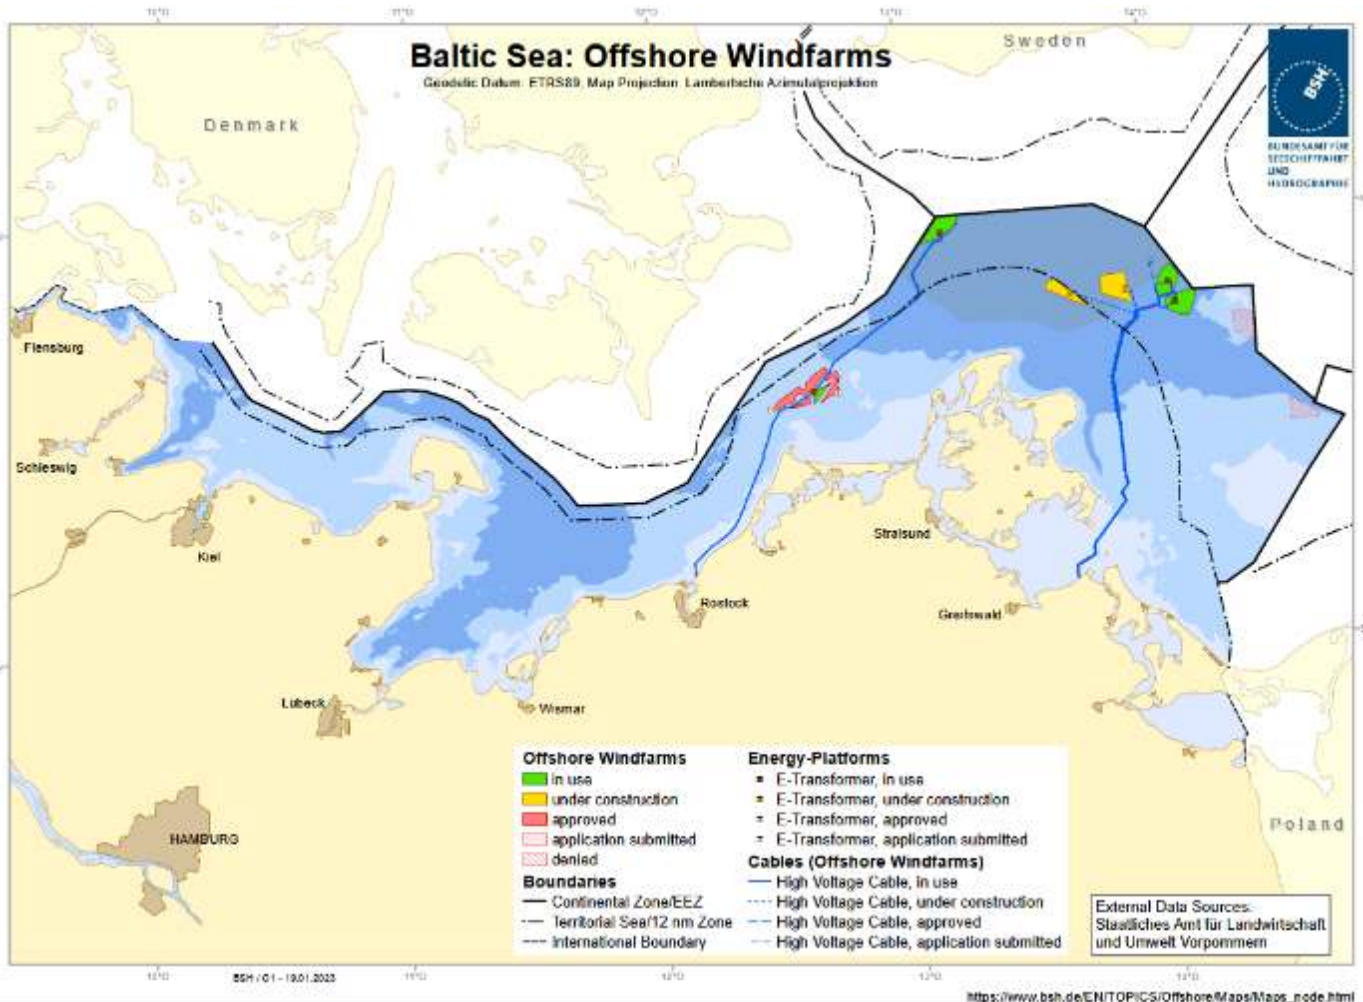 Baltic Sea: Offshore Windfarms
Geodetic Datum: ETRS89, Map Projection: Lambertsche Azimutalprojektion
Sweden
Denmark
BSH
BUNDESAMT FÜR
SEESCHIFFFAHRT
UND
HYDROGRAPHIE
Flensburg
Schleswig
Kiel
Stralsund
Rostock
Greifswald
Lübeck
Wismar
HAMBURG
Poland
Offshore Windfarms
in use
under construction
approved
application submitted
denied
Boundaries
Continental Zone/EEZ
Territorial Sea/12 nm Zone
International Boundary
Energy-Platforms
E-Transformer, in use
E-Transformer, under construction
E-Transformer, approved
E-Transformer, application submitted
Cables (Offshore Windfarms)
High Voltage Cable, in use
High Voltage Cable, under construction
High Voltage Cable, approved
High Voltage Cable, application submitted
External Data Sources:
Staatliches Amt für Landwirtschaft
und Umwelt Vorpommern
BSH / O1 - 19.01.2023
https://www.bsh.de/EN/TOPICS/Offshore/Maps/Maps_node.html